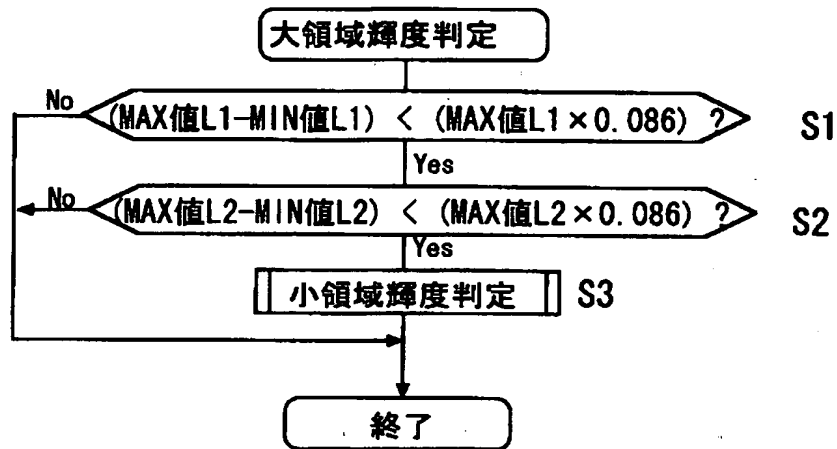 大領域輝度判定
No
(MAX値L1-MIN値L1) < (MAX値L1×0.086) ?
S1
Yes
No
(MAX値L2-MIN値L2) < (MAX値L2×0.086) ?
S2
Yes
小領域輝度判定
S3
終了